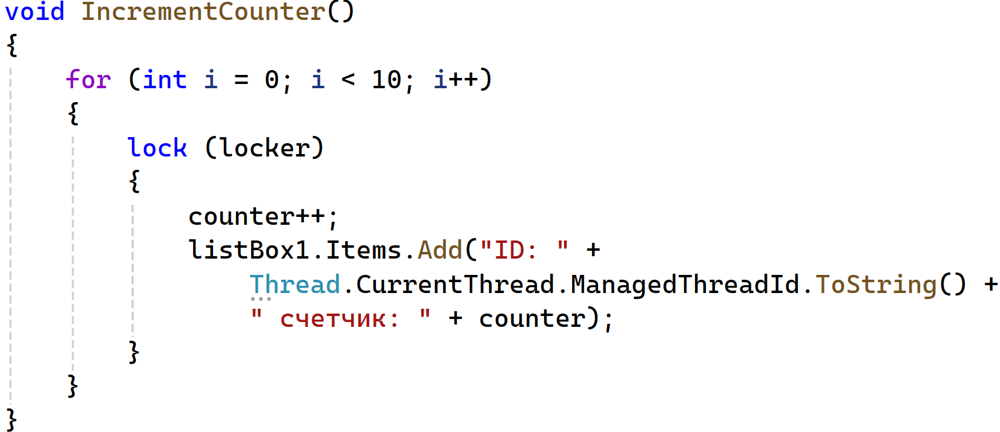 void IncrementCounter()
{
    for (int i = 0; i < 10; i++)
    {
        lock (locker)
        {
            counter++;
            listBox1.Items.Add("ID: " +
                Thread.CurrentThread.ManagedThreadId.ToString() +
                " счетчик: " + counter);
        }
    }
}